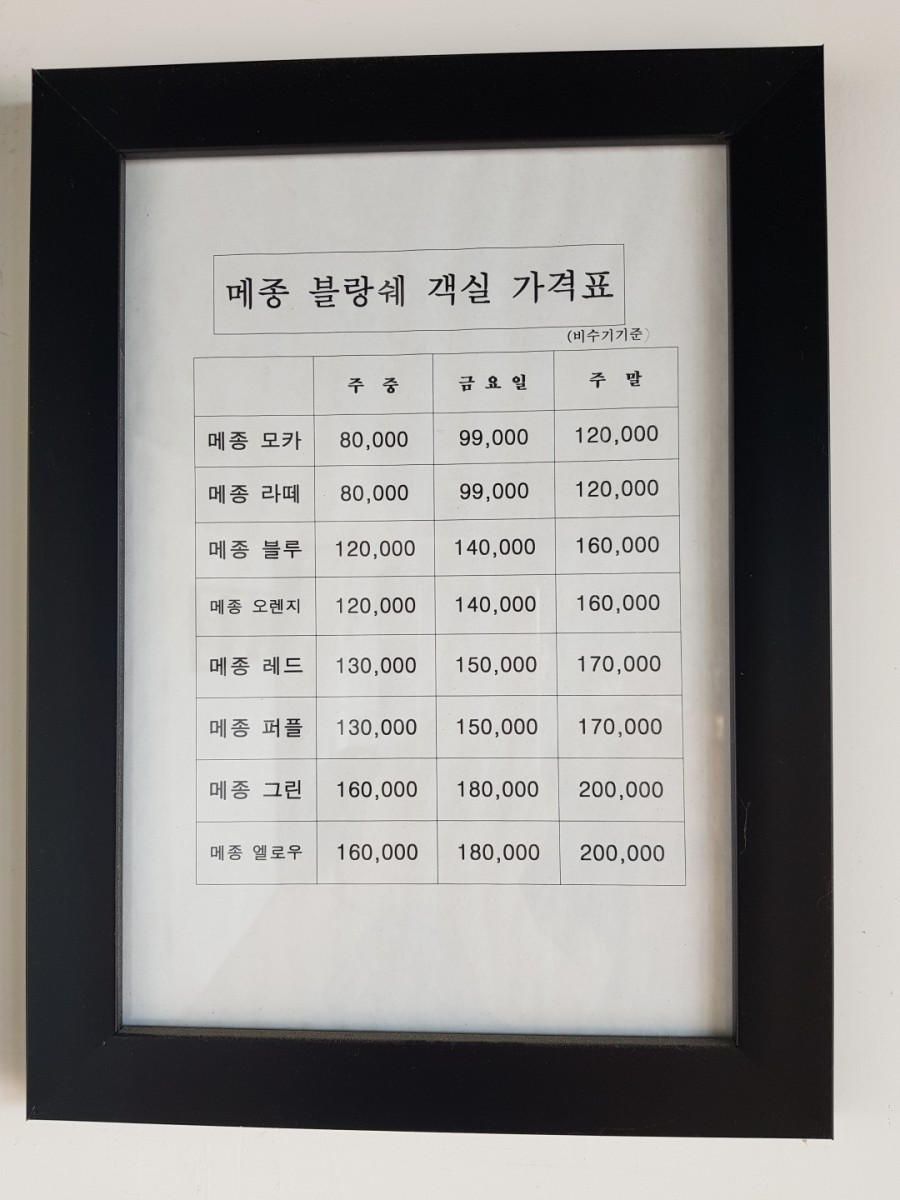 메종 블랑쉐 객실 가격표
(비수기기준)
주 중 금요일 주 말
메종 모카 80,000 99,000 120,000
메종 라떼 80,000 99,000 120,000
메종 블루 120,000 140,000 160,000
메종 오렌지 120,000 140,000 160,000
메종 레드 130,000 150,000 170,000
메종 퍼플 130,000 150,000 170,000
메종 그린 160,000 180,000 200,000
메종 엘로우 160,000 180,000 200,000